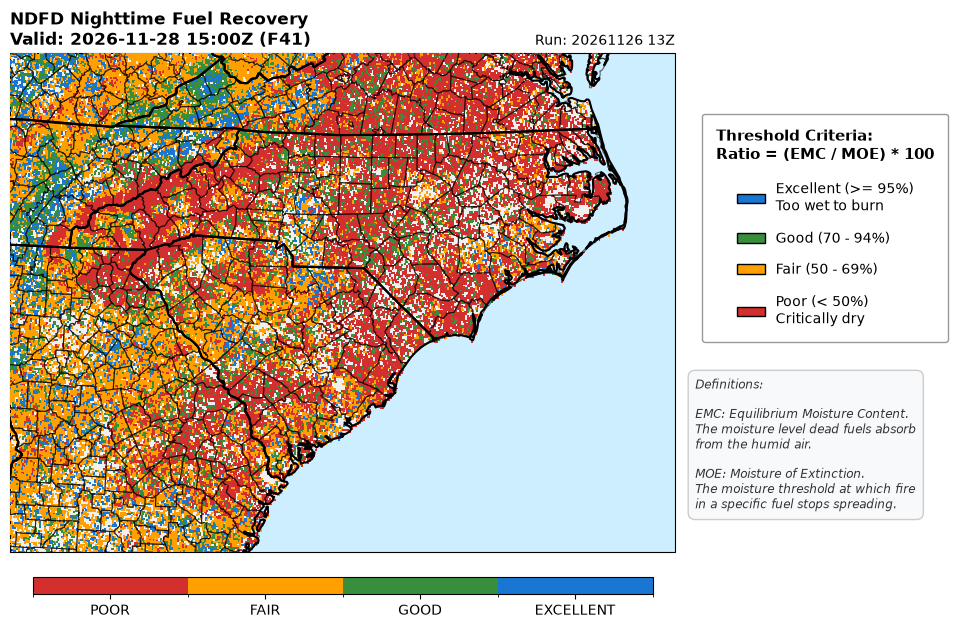 NDFD Nighttime Fuel Recovery
Valid: 2026-11-28 15:00Z (F41)
Run: 20261126 13Z
Threshold Criteria:
Ratio = (EMC / MOE) * 100
Excellent (>= 95%)
Too wet to burn
Good (70 - 94%)
Fair (50 - 69%)
Poor (< 50%)
Critically dry
Definitions:
EMC: Equilibrium Moisture Content.
The moisture level dead fuels absorb
from the humid air.
MOE: Moisture of Extinction.
The moisture threshold at which fire
in a specific fuel stops spreading.
POOR
FAIR
GOOD
EXCELLENT